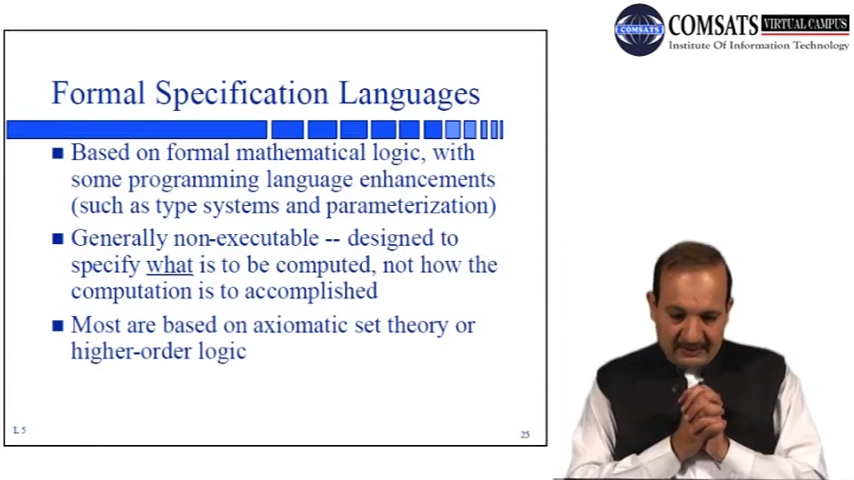 COMSATS VIRTUAL CAMPUS
COMSATS
Institute Of Information Technology
Formal Specification Languages
Based on formal mathematical logic, with
some programming language enhancements
(such as type systems and parameterization)
Generally non-executable -- designed to
specify what is to be computed, not how the
computation is to accomplished
Most are based on axiomatic set theory or
higher-order logic
L 5
25